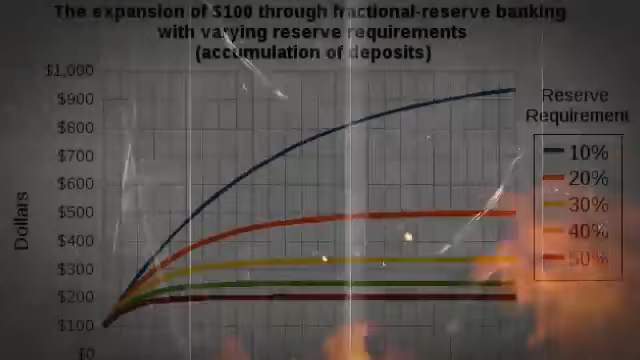 The expansion of $100 through fractional-reserve banking
with varying reserve requirements
(accumulation of deposits)
$1,000
$900
$800
$700
$600
$500
$400
$300
$200
$100
$0
Dollars
Reserve
Requirement
10%
20%
30%
40%
50%